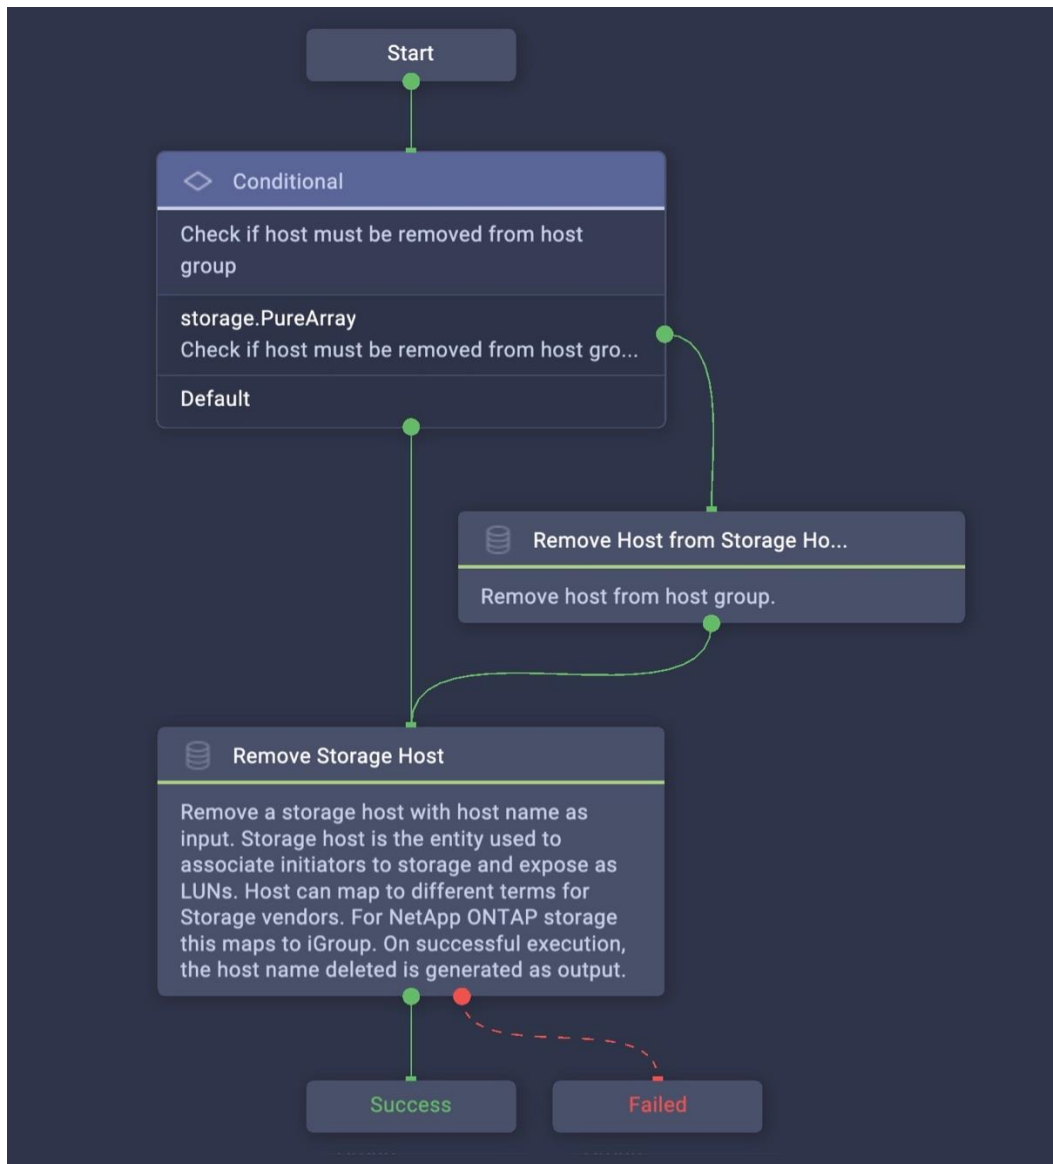 Start
Conditional
Check if host must be removed from host
group
storage.PureArray
Check if host must be removed from host gro...
Default
Remove Host from Storage Ho...
Remove host from host group.
Remove Storage Host
Remove a storage host with host name as
input. Storage host is the entity used to
associate initiators to storage and expose as
LUNs. Host can map to different terms for
Storage vendors. For NetApp ONTAP storage
this maps to iGroup. On successful execution,
the host name deleted is generated as output.
Success
Failed